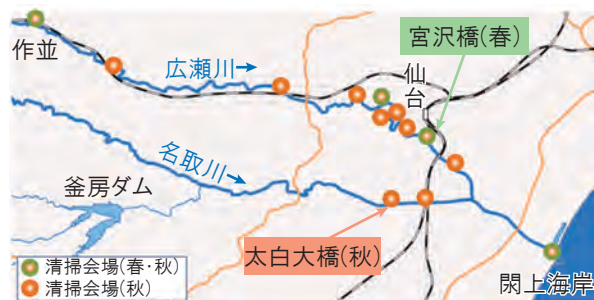 宮沢橋(春)
作並
広瀬川→
仙台
名取川→
釜房ダム
太白大橋(秋)
清掃会場(春・秋)
清掃会場(秋)
閖上海岸